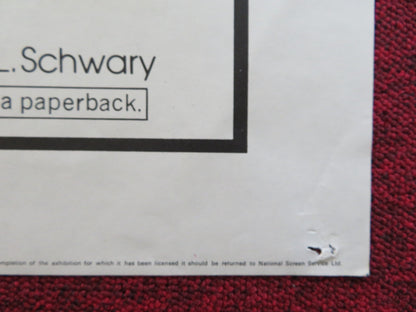 L. Schwary
a paperback.
ompletion of the exhibition for which it has been licensed it should be returned to National Screen Service Ltd.